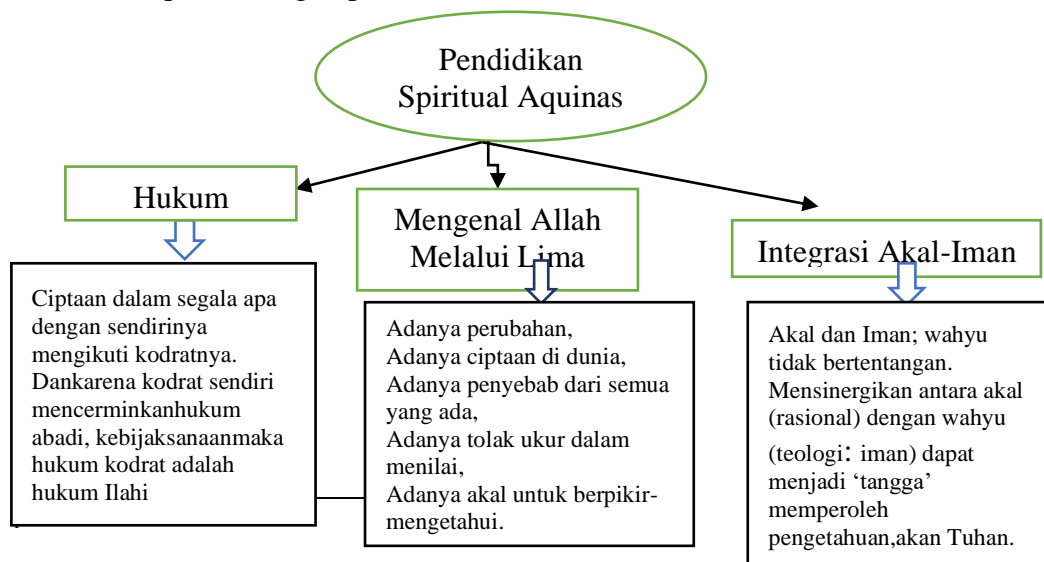 Pendidikan
Spiritual Aquinas
Hukum
Mengenal Allah
Melalui Lima
Integrasi Akal-Iman
Ciptaan dalam segala apa
dengan sendirinya
mengikuti kodratnya.
Dankarena kodrat sendiri
mencerminkanhukum
abadi, kebijaksanaanmaka
hukum kodrat adalah
hukum Ilahi
Adanya perubahan,
Adanya ciptaan di dunia,
Adanya penyebab dari semua
yang ada,
Adanya tolak ukur dalam
menilai,
Adanya akal untuk berpikir-
mengetahui.
Akal dan Iman; wahyu
tidak bertentangan.
Mensinergikan antara akal
(rasional) dengan wahyu
(teologi: iman) dapat
menjadi ‘tangga’
memperoleh
pengetahuan,akan Tuhan.